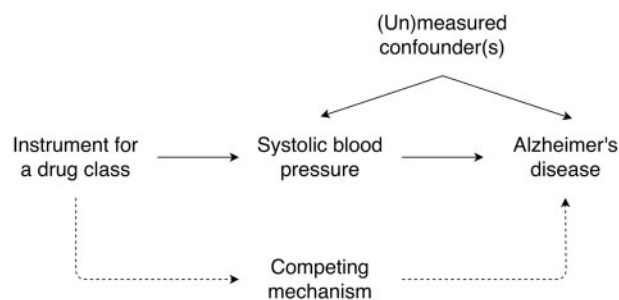 (Un)measured
confounder(s)
Instrument for
a drug class
Systolic blood
pressure
Alzheimer's
disease
Competing
mechanism